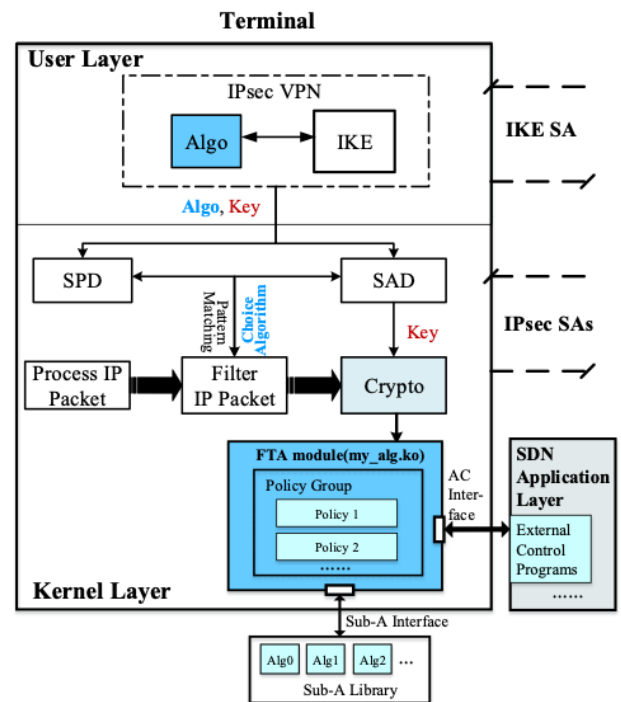 Terminal
User Layer
IPsec VPN
Algo
IKE
IKE SA
Algo, Key
SPD
SAD
Pattern
Matching
Choice
Algorithm
Key
IPsec SAs
Process IP
Packet
Filter
IP Packet
Crypto
FTA module(my_alg.ko)
Policy Group
Policy 1
Policy 2
......
AC
Inter-
face
SDN
Application
Layer
External
Control
Programs
......
Kernel Layer
Sub-A Interface
Alg0
Alg1
Alg2
...
Sub-A Library